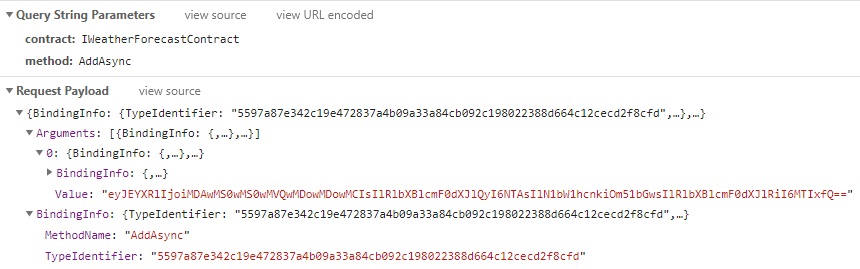 Query String Parameters view source view URL encoded
contract: IWeatherForecastContract
method: AddAsync
Request Payload view source
{BindingInfo: {TypeIdentifier: "5597a87e342c19e472837a4b09a33a84cb092c198022388d664c12cecd2f8cfd",…},…}
Arguments: [{BindingInfo: {,…},…}]
0: {BindingInfo: {,…},…}
BindingInfo: {,…}
Value: "eyJEYXRlIjoiMDAwMS0wMS0wMVQwMDowMDowMCIsIlRlbXBlcmF0dXJlQyI6NTAsIlN1bW1hcnkiOm51bGwsIlRlbXBlcmF0dXJlRiI6MTIxfQ=="
BindingInfo: {TypeIdentifier: "5597a87e342c19e472837a4b09a33a84cb092c198022388d664c12cecd2f8cfd",…}
MethodName: "AddAsync"
TypeIdentifier: "5597a87e342c19e472837a4b09a33a84cb092c198022388d664c12cecd2f8cfd"